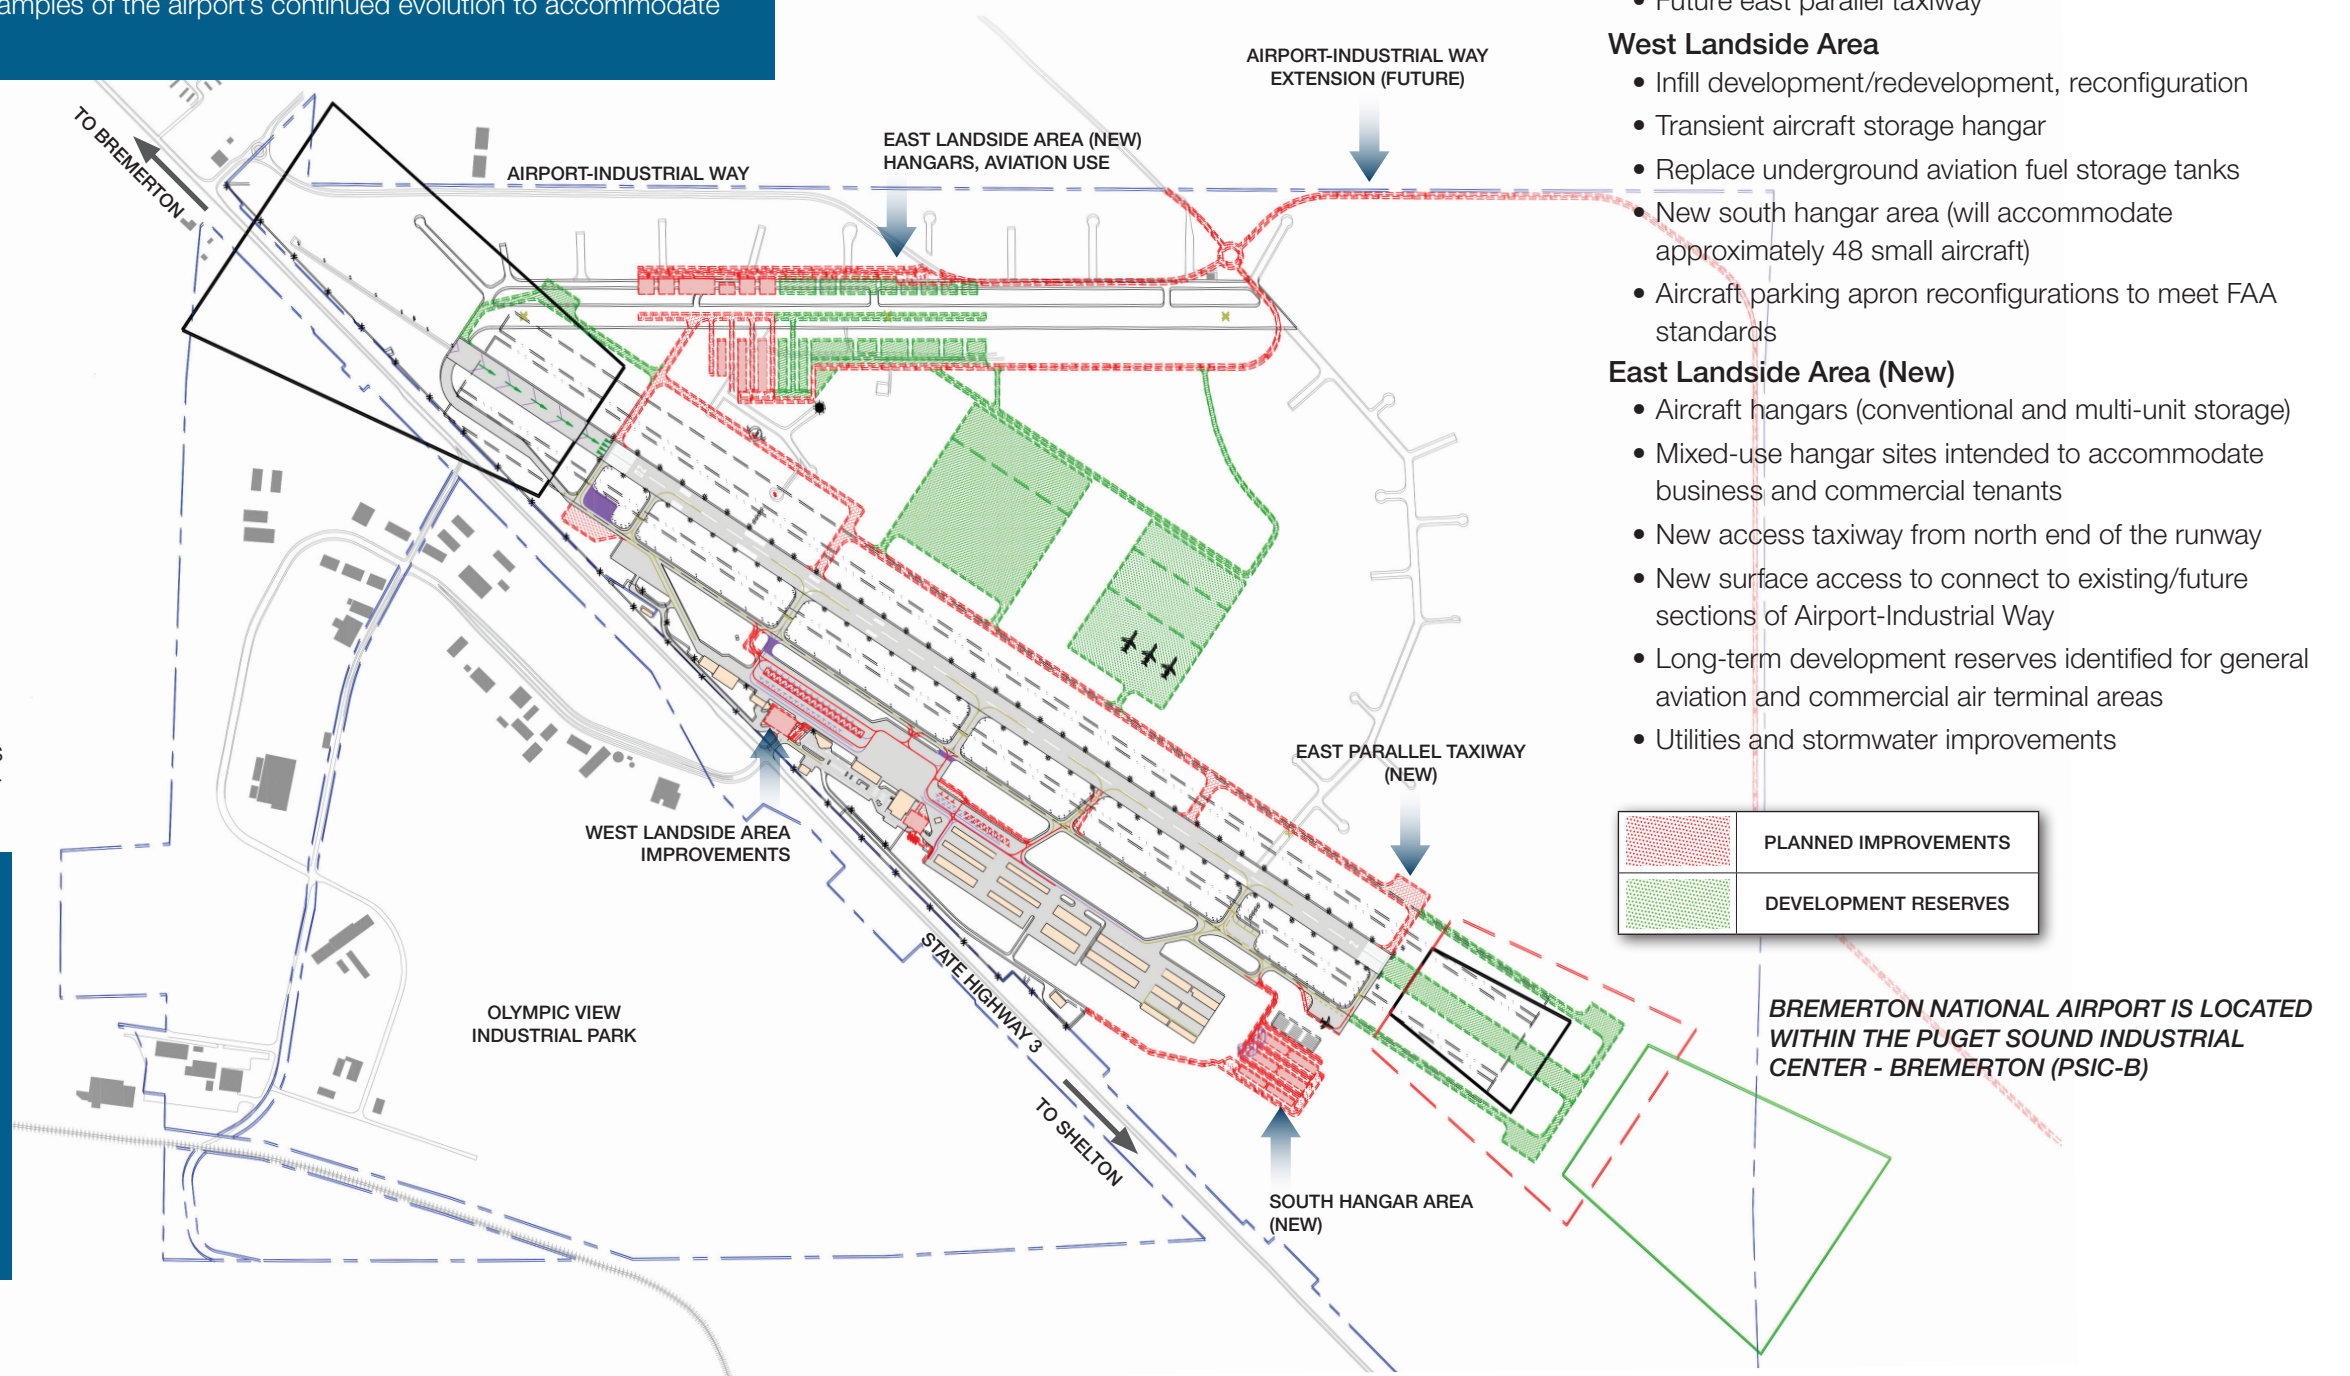 amples of the airport's continued evolution to accommodate
• Future east parallel taxiway
West Landside Area
• Infill development/redevelopment, reconfiguration
• Transient aircraft storage hangar
• Replace underground aviation fuel storage tanks
• New south hangar area (will accommodate
approximately 48 small aircraft)
• Aircraft parking apron reconfigurations to meet FAA
standards
East Landside Area (New)
• Aircraft hangars (conventional and multi-unit storage)
• Mixed-use hangar sites intended to accommodate
business and commercial tenants
• New access taxiway from north end of the runway
• New surface access to connect to existing/future
sections of Airport-Industrial Way
• Long-term development reserves identified for general
aviation and commercial air terminal areas
• Utilities and stormwater improvements
PLANNED IMPROVEMENTS
DEVELOPMENT RESERVES
BREMERTON NATIONAL AIRPORT IS LOCATED
WITHIN THE PUGET SOUND INDUSTRIAL
CENTER - BREMERTON (PSIC-B)
TO BREMERTON
AIRPORT-INDUSTRIAL WAY
EAST LANDSIDE AREA (NEW)
HANGARS, AVIATION USE
AIRPORT-INDUSTRIAL WAY
EXTENSION (FUTURE)
WEST LANDSIDE AREA
IMPROVEMENTS
EAST PARALLEL TAXIWAY
(NEW)
OLYMPIC VIEW
INDUSTRIAL PARK
STATE HIGHWAY 3
TO SHELTON
SOUTH HANGAR AREA
(NEW)